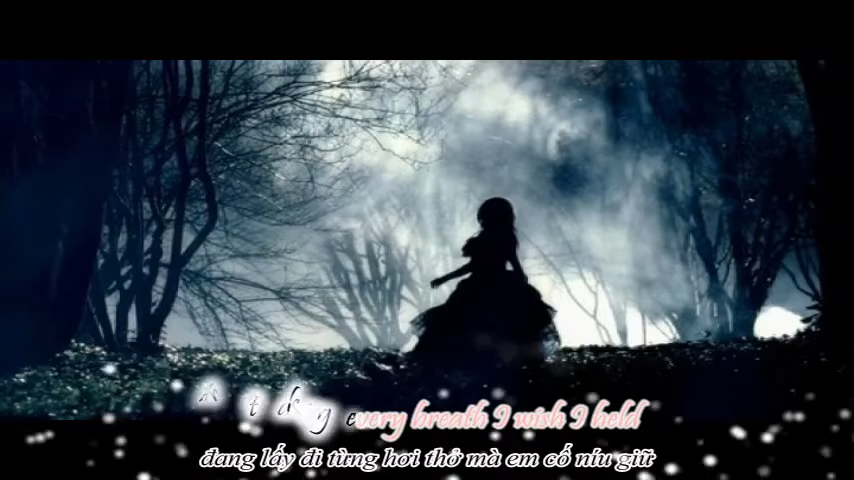 every breath I wish I held
đang lấy đi từng hơi thở mà em cố níu giữ